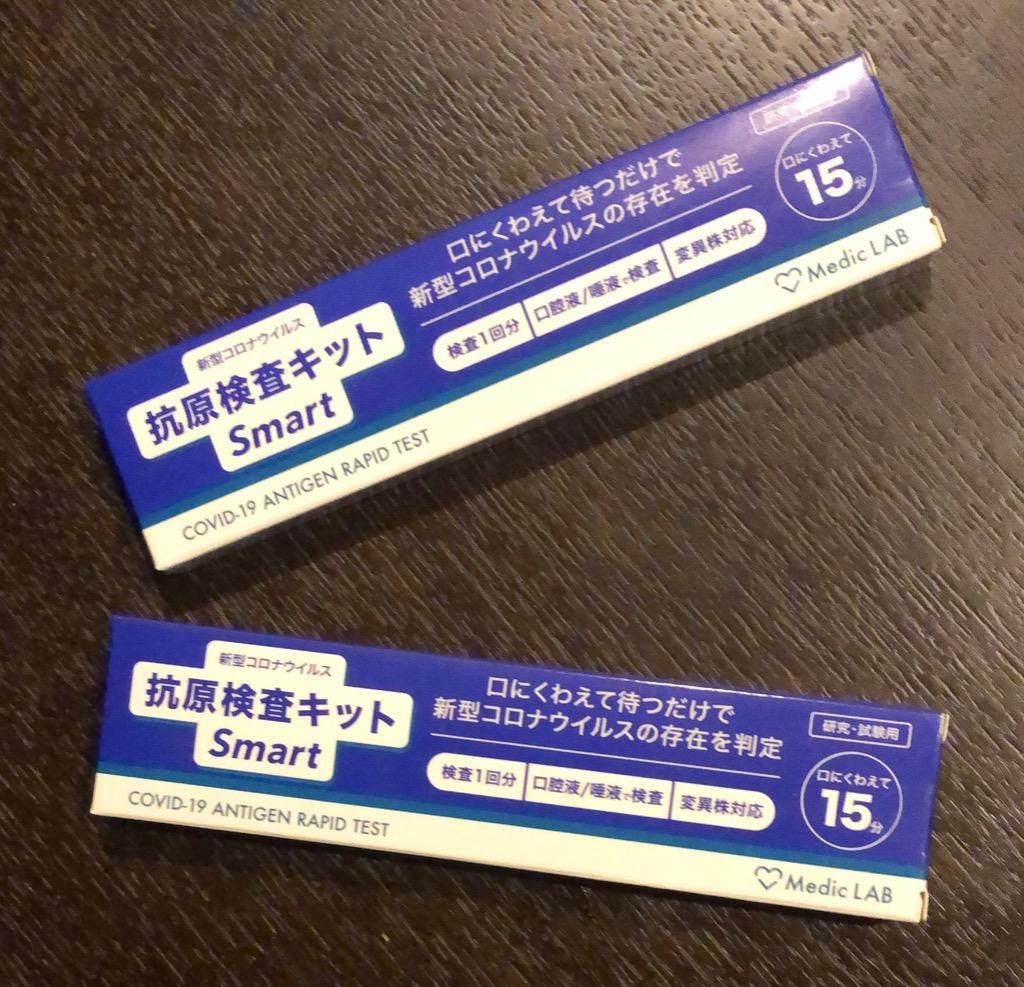 研究
口にくわえて
15分
口にくわえて待つだけで
新型コロナウイルスの存在を判定
検査1回分
口腔液/唾液で検査
変異株対応
Medic LAB
新型コロナウイルス
抗原検査キット
Smart
COVID-19 ANTIGEN RAPID TEST
新型コロナウイルス
抗原検査キット
Smart
口にくわえて待つだけで
新型コロナウイルスの存在を判定
検査1回分
口腔液/唾液で検査
変異株対応
研究・試験用
口にくわえて
15分
COVID-19 ANTIGEN RAPID TEST
Medic LAB